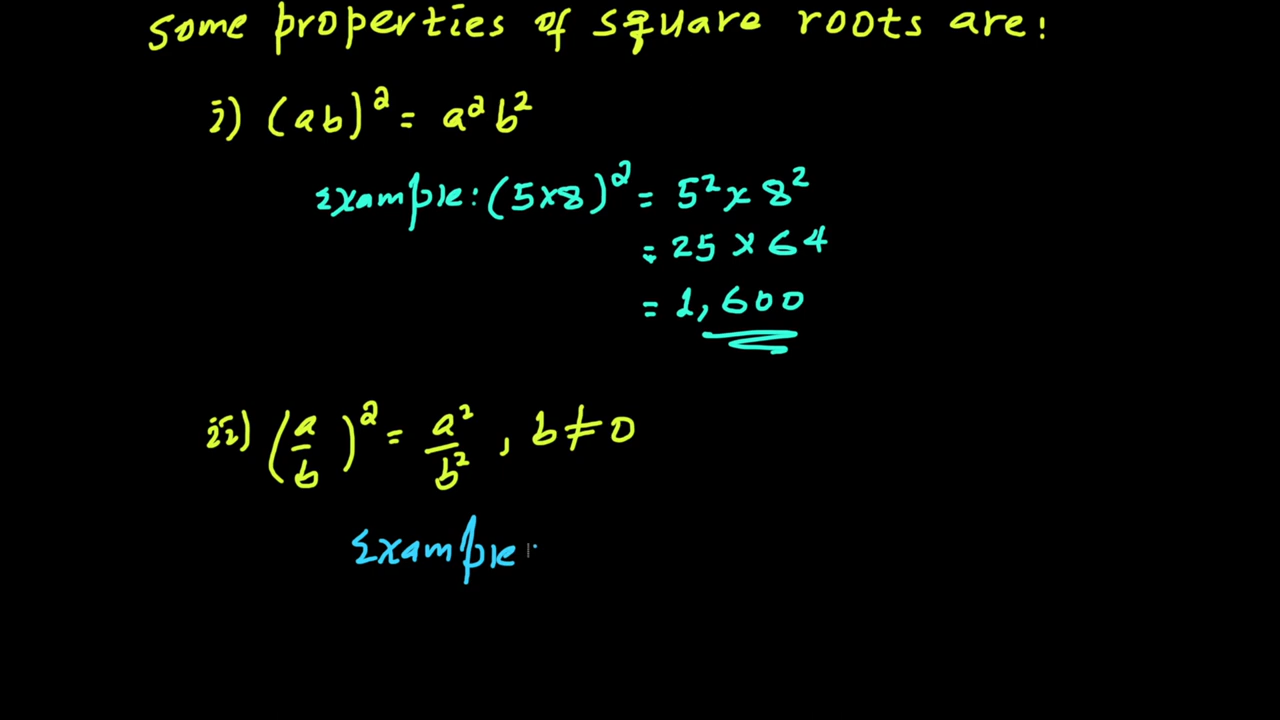 Some properties of square roots are:
i) (ab)² = a²b²
Example: (5×8)² = 5² × 8²
= 25 × 64
= 1,600
ii) (a/b)² = a²/b², b ≠ 0
Example: